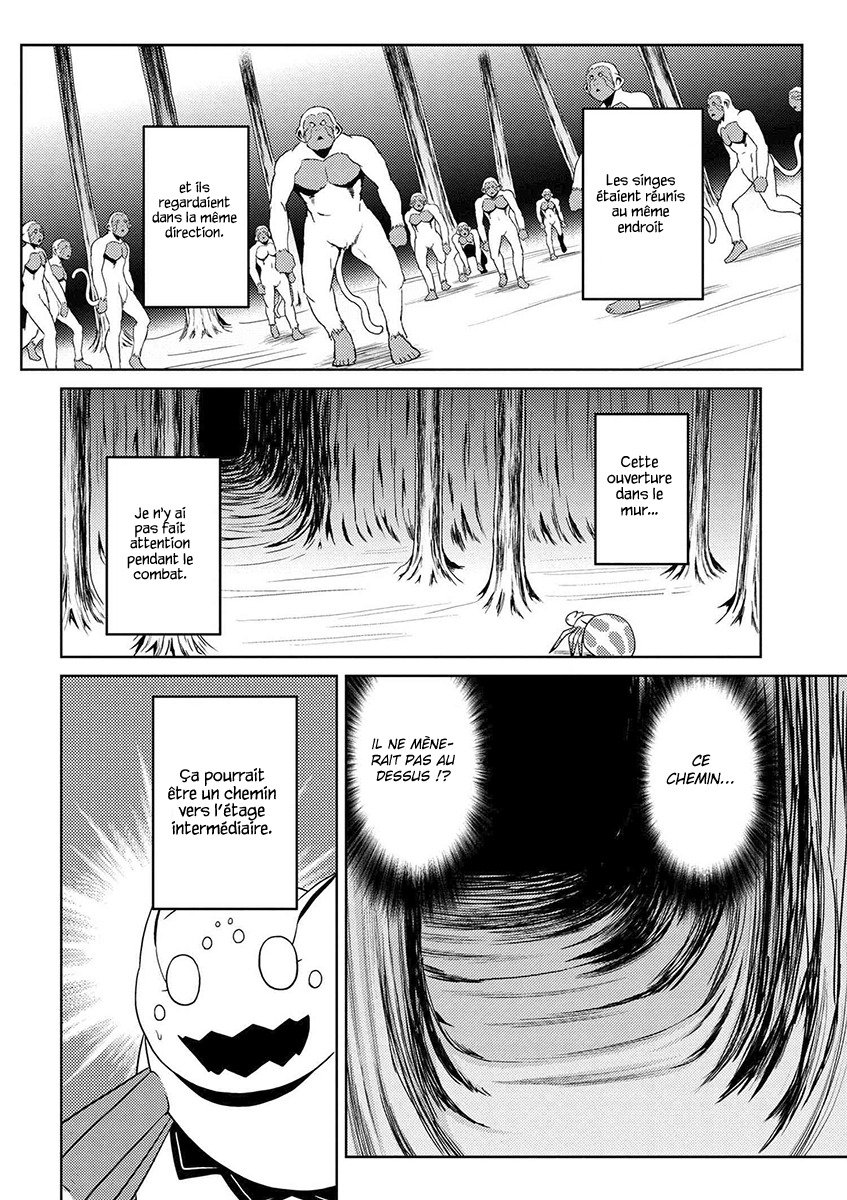 Les singes
étaient réunis
au même
endroit
et ils
regardaient
dans la même
direction.
Cette
ouverture
dans le
mur...
Je n'y ai
pas fait
attention
pendant le
combat.
CE
CHEMIN...
IL NE MÈNE-
RAIT PAS AU
DESSUS !?
Ça pourrait
être un chemin
vers l'étage
intermédiaire.